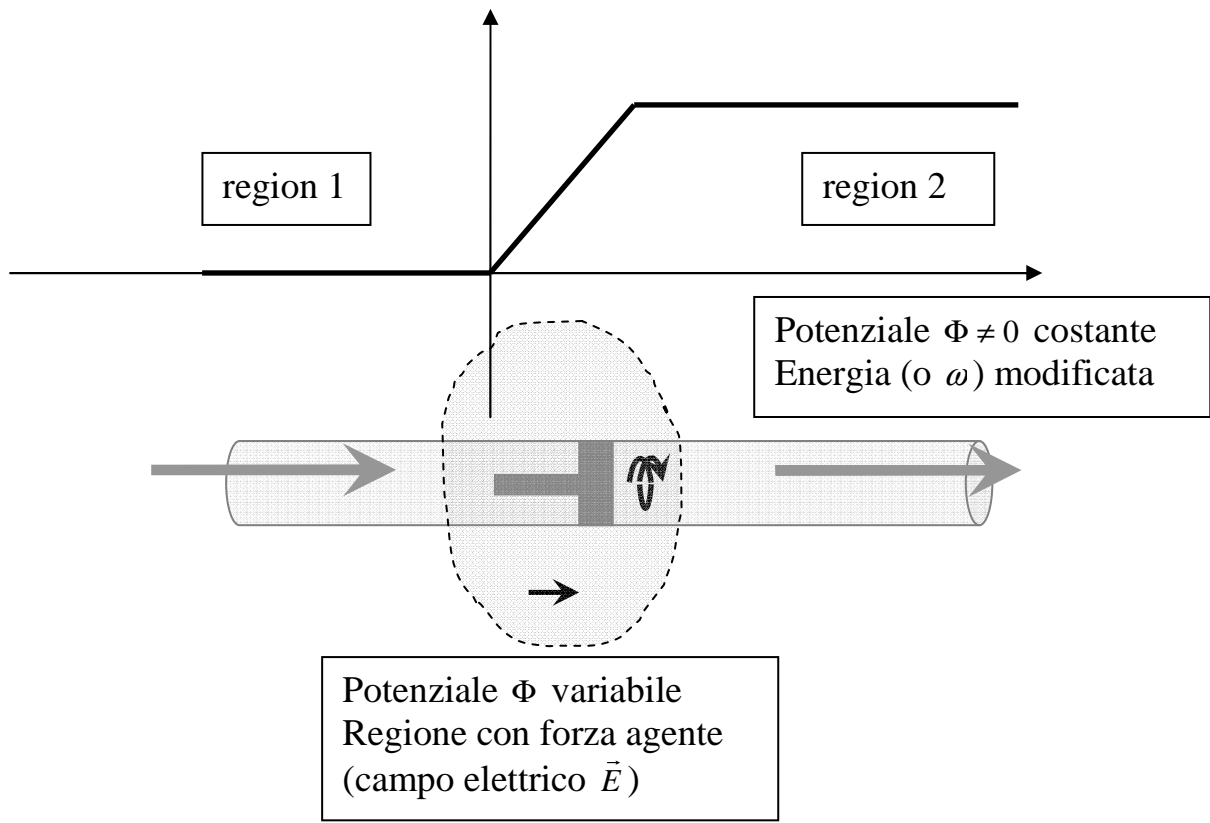 region 1
region 2
Potenziale Φ ≠ 0 costante
Energia (o ω) modificata
Potenziale Φ variabile
Regione con forza agente
(campo elettrico E⃗ )